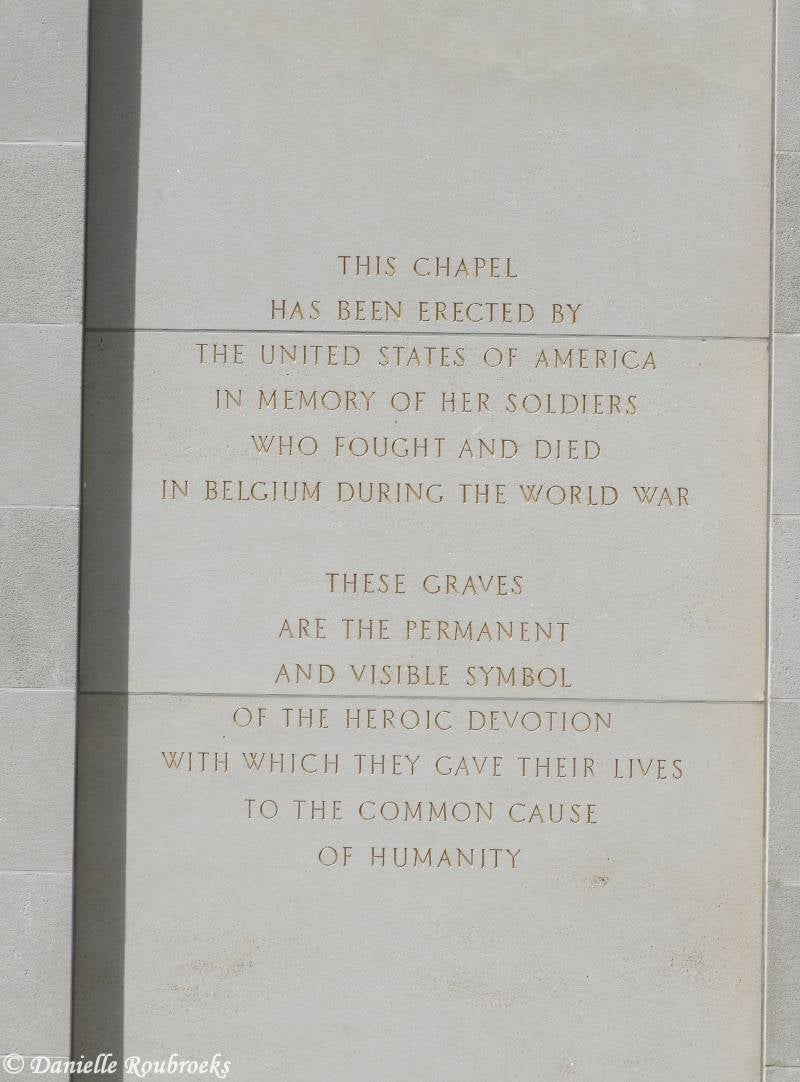 THIS CHAPEL
HAS BEEN ERECTED BY
THE UNITED STATES OF AMERICA
IN MEMORY OF HER SOLDIERS
WHO FOUGHT AND DIED
IN BELGIUM DURING THE WORLD WAR
THESE GRAVES
ARE THE PERMANENT
AND VISIBLE SYMBOL
OF THE HEROIC DEVOTION
WITH WHICH THEY GAVE THEIR LIVES
TO THE COMMON CAUSE
OF HUMANITY
© Danielle Roubroeks